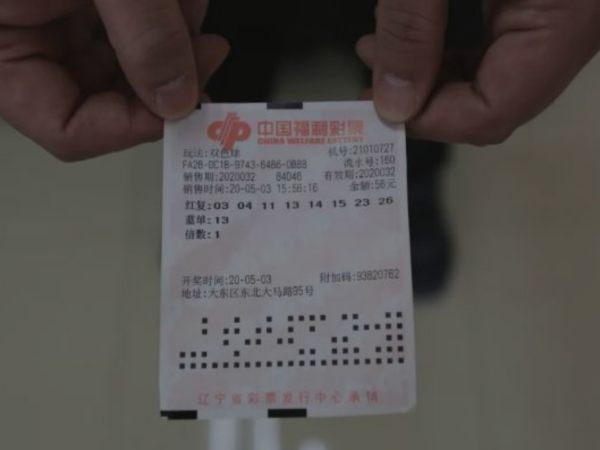 中国福利彩票
CHINA WELFARE LOTTERY
玩法:双色球 机号:21010727
FA2B-0C1B-9743-6486-0B88 流水号:160
销售期:2020032 84046 有效期:2020032
销售时间:20-05-03 15:56:16 金额:56元
红复:03 04 11 13 14 15 23 26
蓝单:13
倍数:1
开奖时间:20-05-03 附加码:93820762
地址:大东区东北大马路95号
辽宁省彩票发行中心承销